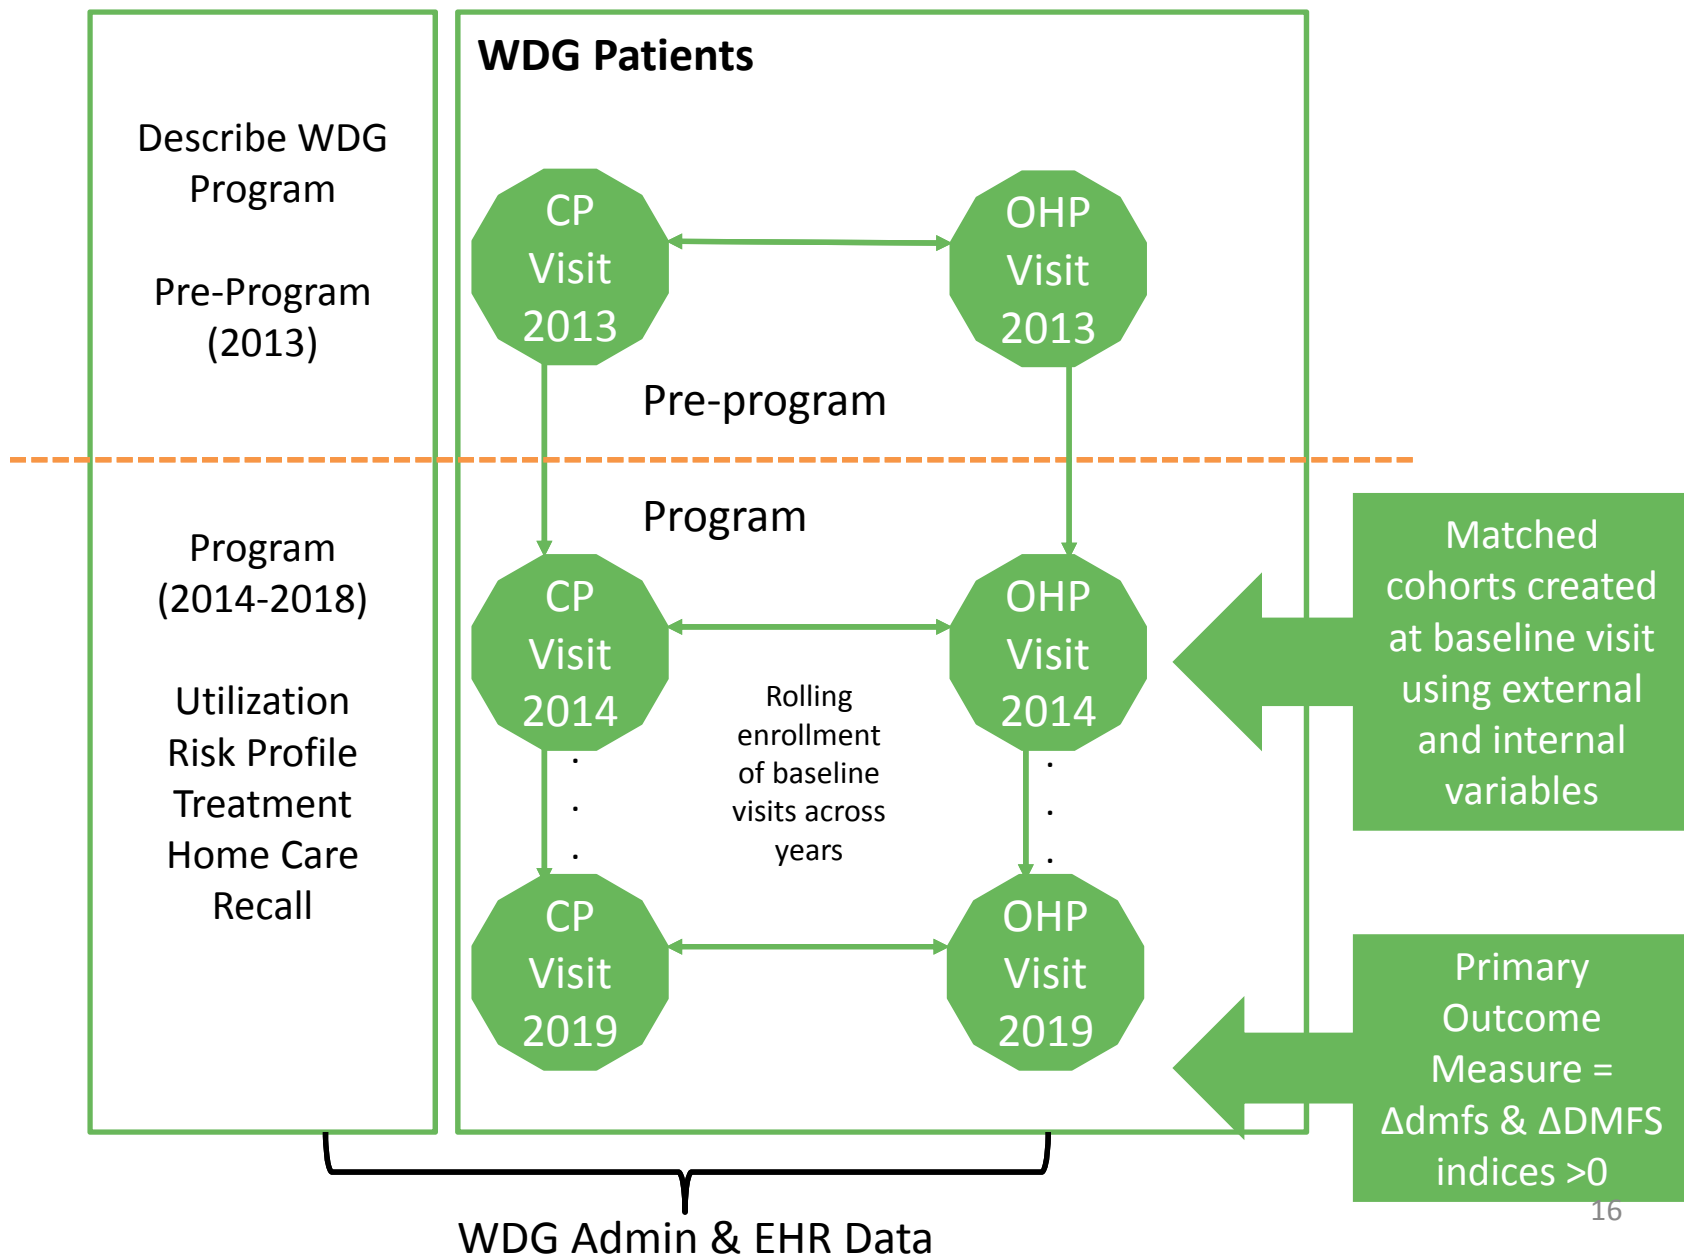 WDG Patients
Describe WDG
Program
Pre-Program
(2013)
CP
Visit
2013
OHP
Visit
2013
Pre-program
Program
Program
(2014-2018)
Utilization
Risk Profile
Treatment
Home Care
Recall
CP
Visit
2014
OHP
Visit
2014
Rolling
enrollment
of baseline
visits across
years
.
.
.
.
.
.
CP
Visit
2019
OHP
Visit
2019
Matched
cohorts created
at baseline visit
using external
and internal
variables
Primary
Outcome
Measure =
Δdmfs & ΔDMFS
indices >0
16
WDG Admin & EHR Data